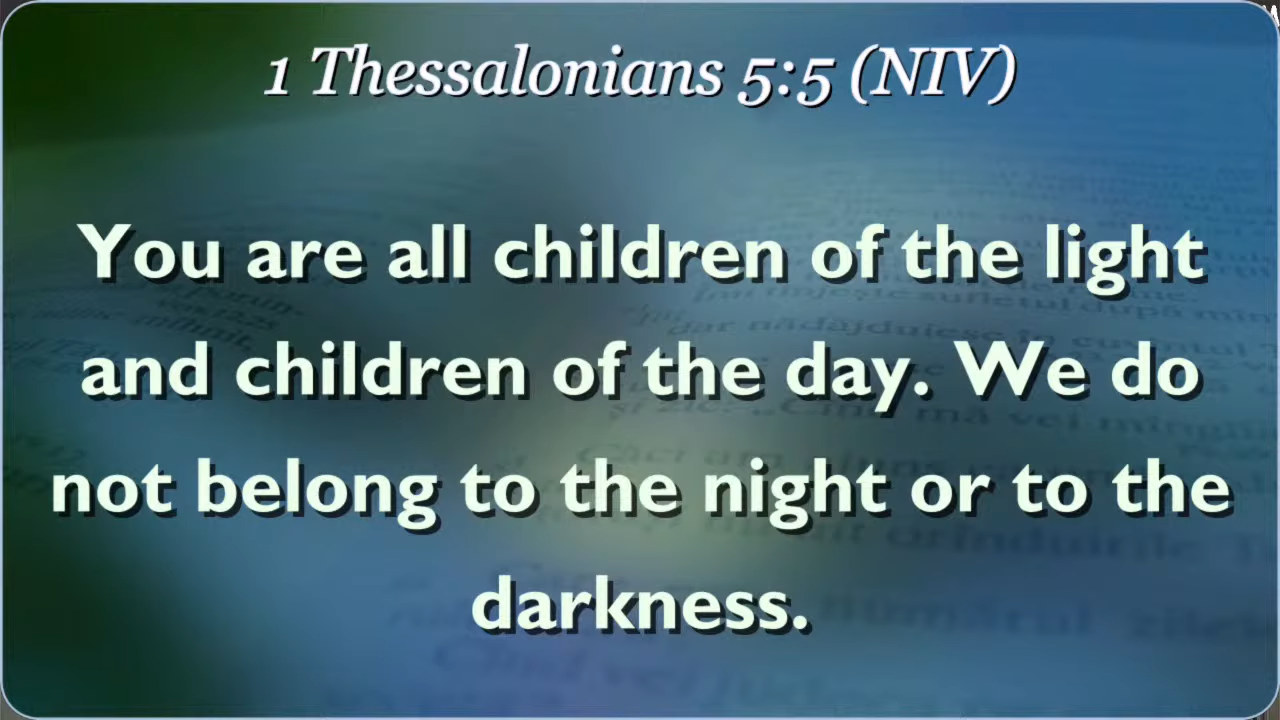 1 Thessalonians 5:5 (NIV)
You are all children of the light
and children of the day. We do
not belong to the night or to the
darkness.